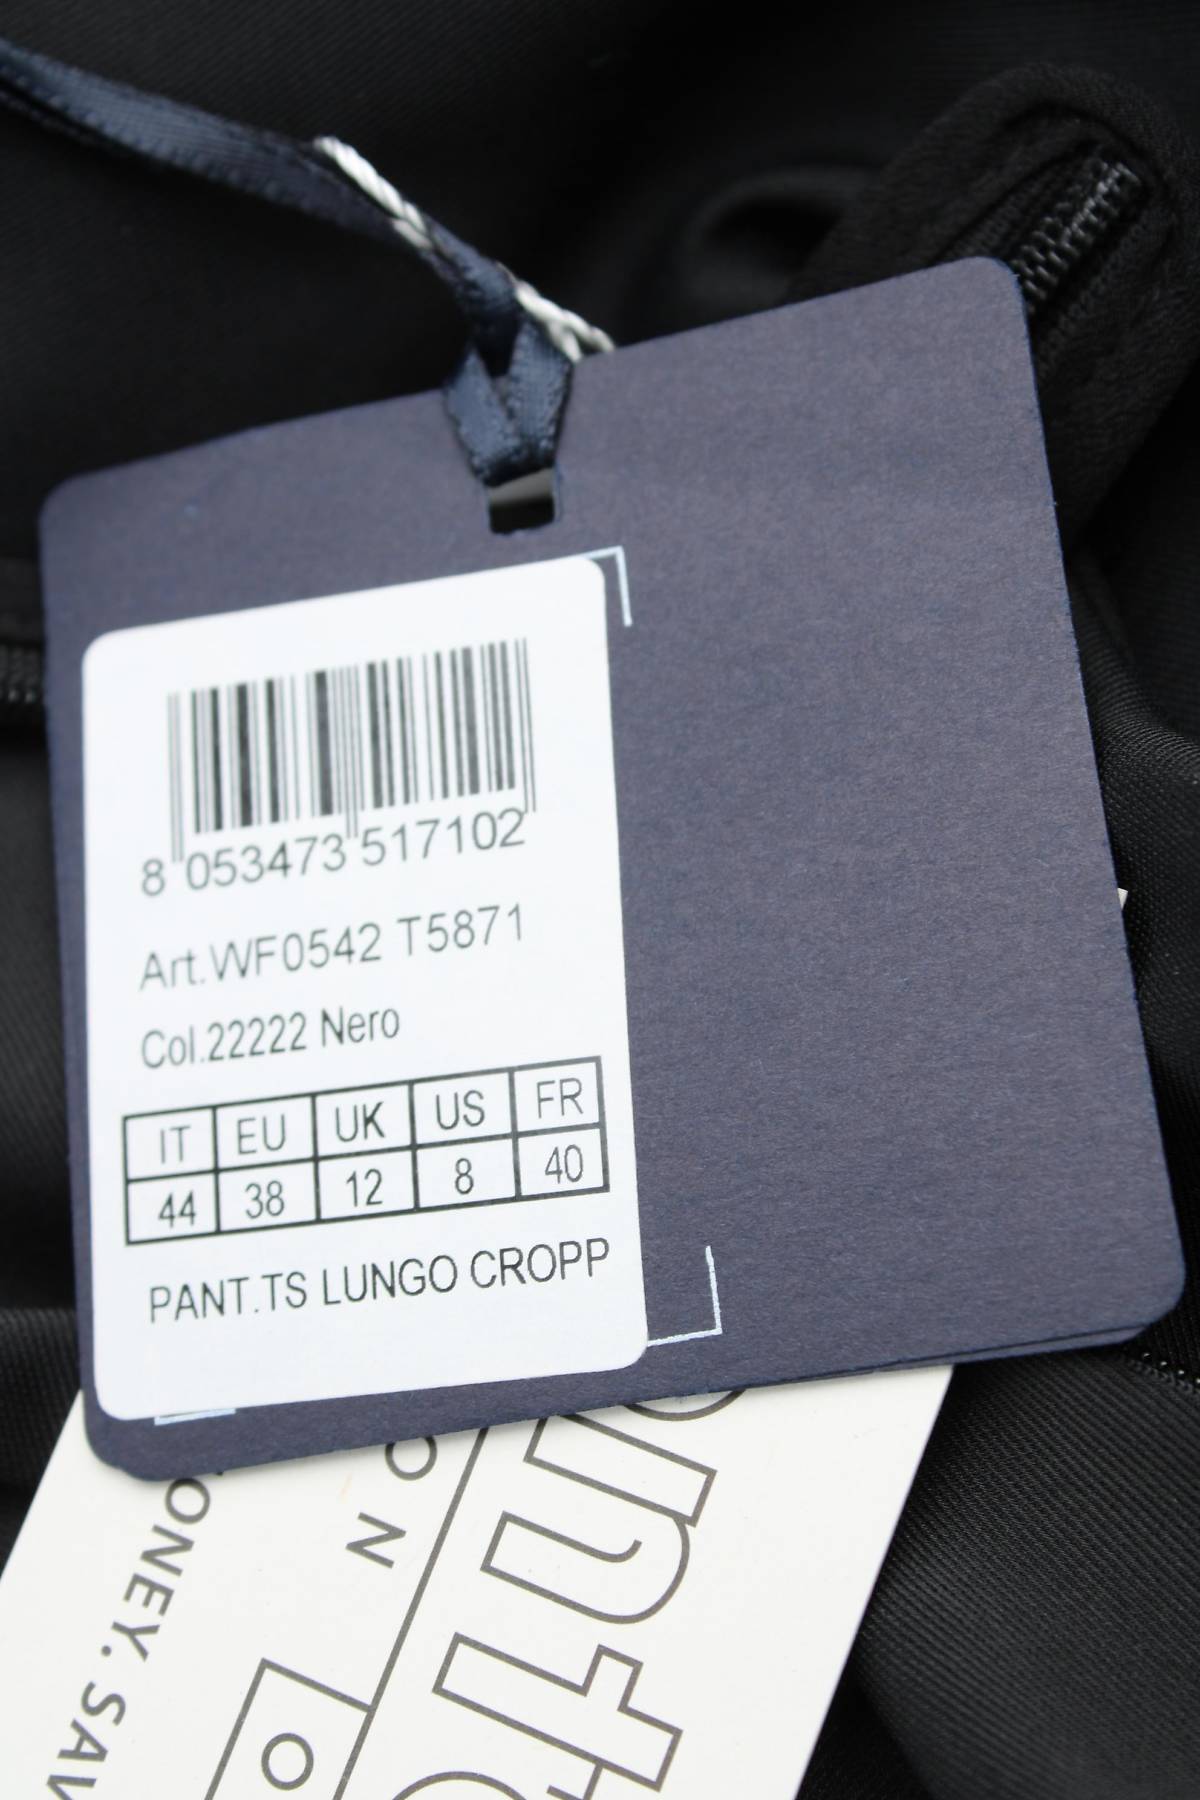 8 053473 517102
Art.WF0542 T5871
Col.22222 Nero
IT EU UK US FR
44 38 12 8 40
PANT.TS LUNGO CROPP